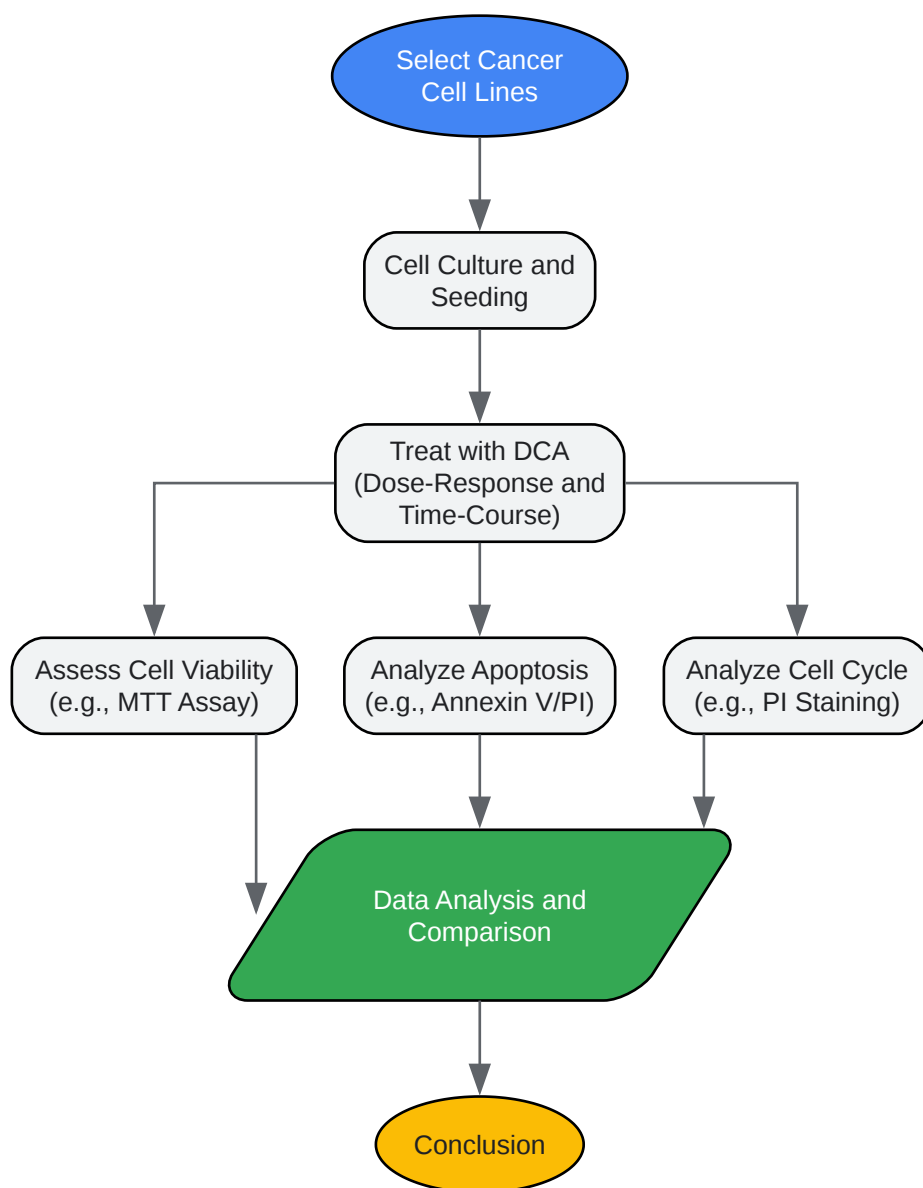 Select Cancer
Cell Lines
Cell Culture and
Seeding
Treat with DCA
(Dose-Response and
Time-Course)
Assess Cell Viability
(e.g., MTT Assay)
Analyze Apoptosis
(e.g., Annexin V/PI)
Analyze Cell Cycle
(e.g., PI Staining)
Data Analysis and
Comparison
Conclusion